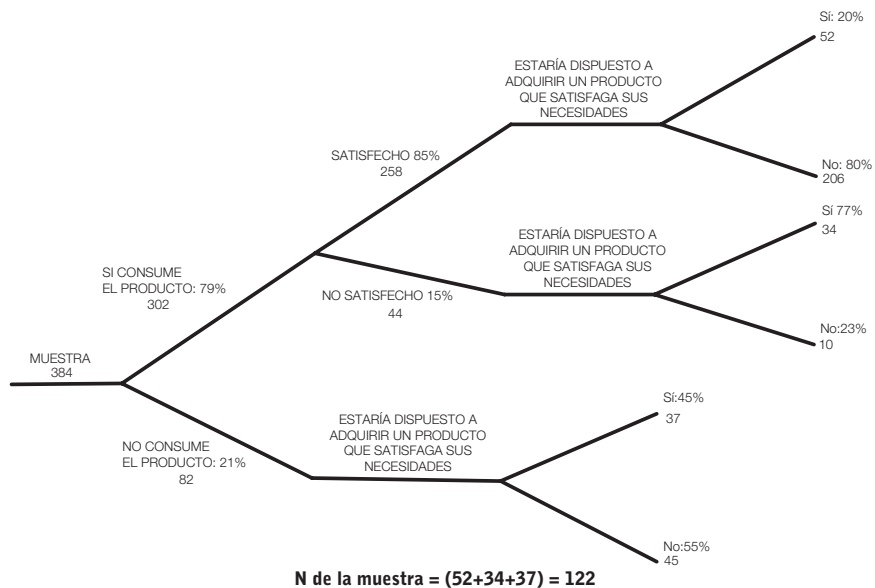 Sí: 20%
52
ESTARÍA DISPUESTO A
ADQUIRIR UN PRODUCTO
QUE SATISFAGA SUS
NECESIDADES
SATISFECHO 85%
258
No: 80%
206
Sí 77%
34
ESTARÍA DISPUESTO A
ADQUIRIR UN PRODUCTO
QUE SATISFAGA SUS
NECESIDADES
SI CONSUME
EL PRODUCTO: 79%
302
NO SATISFECHO 15%
44
No:23%
10
MUESTRA
384
Sí:45%
37
ESTARÍA DISPUESTO A
ADQUIRIR UN PRODUCTO
QUE SATISFAGA SUS
NECESIDADES
NO CONSUME
EL PRODUCTO: 21%
82
No:55%
45
N de la muestra = (52+34+37) = 122